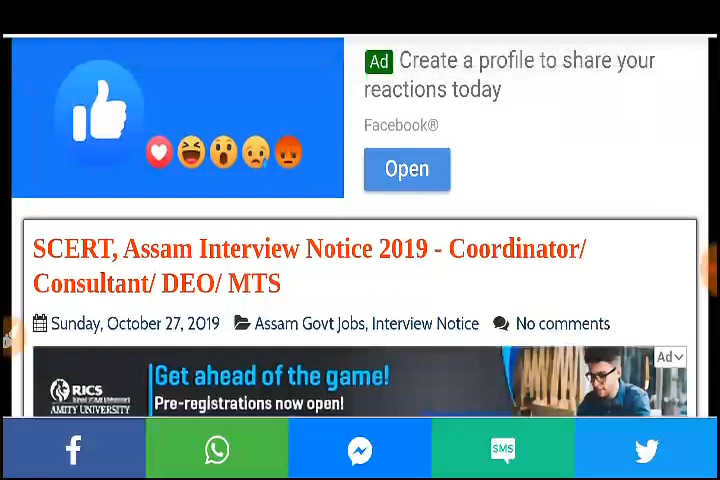 Ad Create a profile to share your
reactions today
Facebook®
Open
SCERT, Assam Interview Notice 2019 - Coordinator/
Consultant/ DEO/ MTS
Sunday, October 27, 2019 Assam Govt Jobs, Interview Notice No comments
Ad
Get ahead of the game!
RICS
Pre-registrations now open!
AMITY UNIVERSITY
SMS